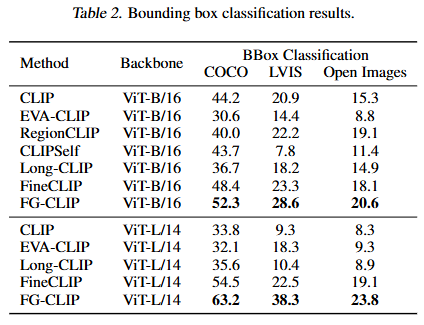 Table 2. Bounding box classification results.
Method Backbone BBox Classification
COCO LVIS Open Images
CLIP ViT-B/16 44.2 20.9 15.3
EVA-CLIP ViT-B/16 30.6 14.4 8.8
RegionCLIP ViT-B/16 40.0 22.2 19.1
CLIPSelf ViT-B/16 43.7 7.8 11.4
Long-CLIP ViT-B/16 36.7 18.2 14.9
FineCLIP ViT-B/16 48.4 23.3 18.1
FG-CLIP ViT-B/16 52.3 28.6 20.6
CLIP ViT-L/14 33.8 9.3 8.3
EVA-CLIP ViT-L/14 32.1 18.3 9.3
Long-CLIP ViT-L/14 35.6 10.4 8.9
FineCLIP ViT-L/14 54.5 22.5 19.1
FG-CLIP ViT-L/14 63.2 38.3 23.8